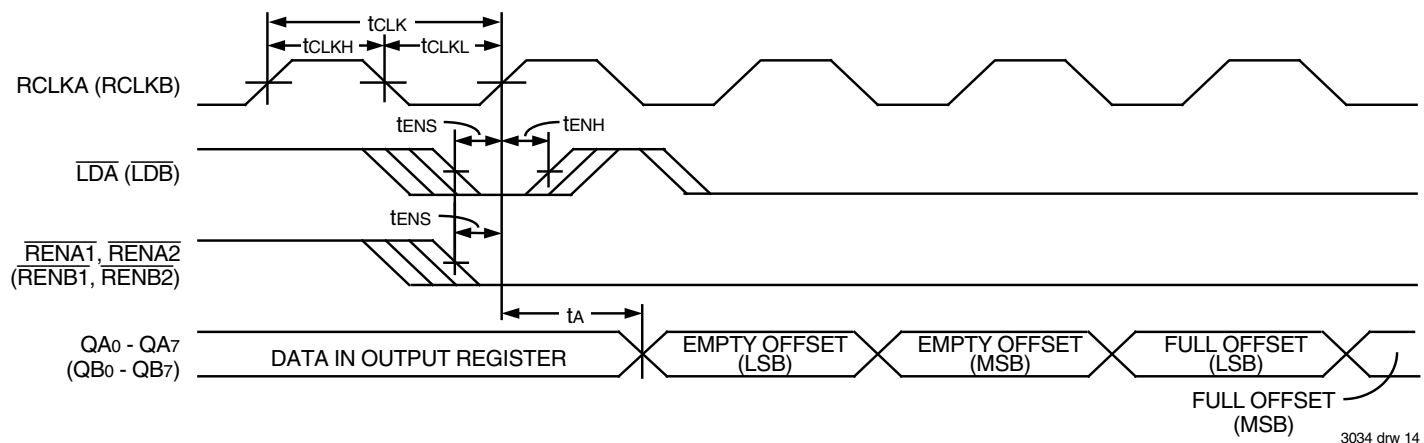 tCLK
tCLKH
tCLKL
RCLKA (RCLKB)
tENS
tENH
LDA (LDB)
tENS
RENA1, RENA2
(RENB1, RENB2)
tA
QA0 - QA7
(QB0 - QB7)
DATA IN OUTPUT REGISTER
EMPTY OFFSET
(LSB)
EMPTY OFFSET
(MSB)
FULL OFFSET
(LSB)
FULL OFFSET
(MSB)
3034 drw 14